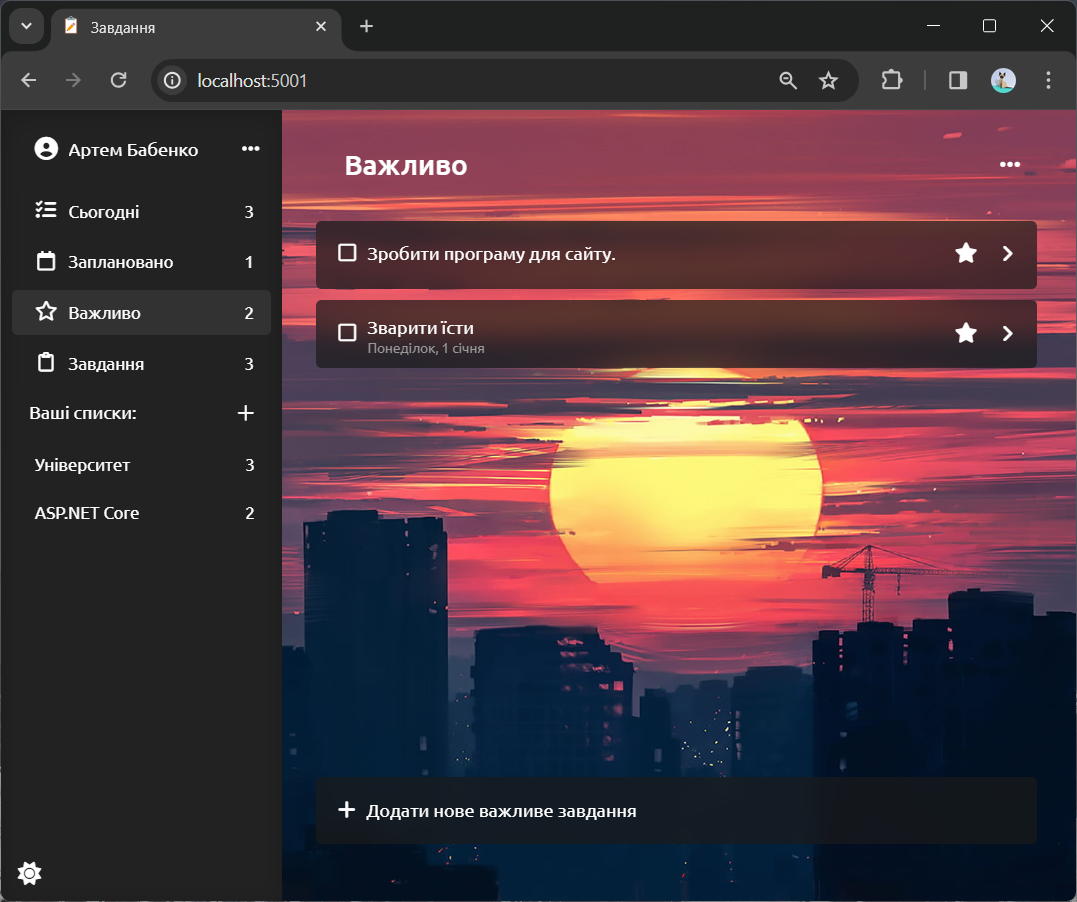 Завдання
localhost:5001
Артем Бабенко
Сьогодні 3
Заплановано 1
Важливо 2
Завдання 3
Ваші списки:
Університет 3
ASP.NET Core 2
Важливо
Зробити програму для сайту.
Зварити їсти
Понеділок, 1 січня
Додати нове важливе завдання